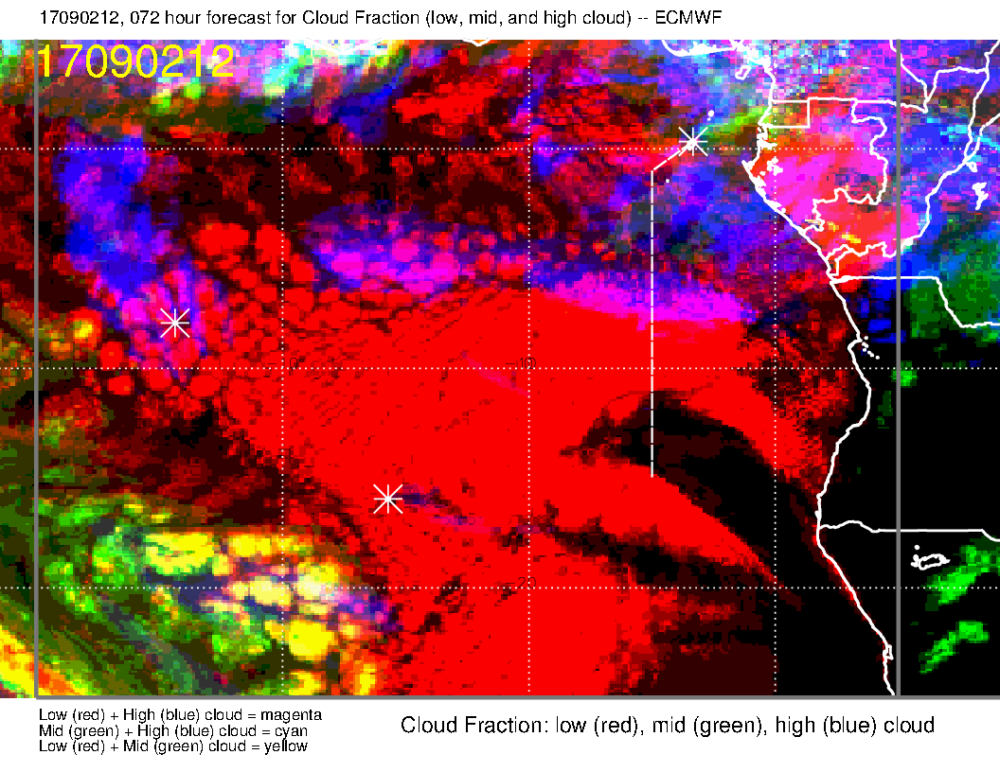 17090212, 072 hour forecast for Cloud Fraction (low, mid, and high cloud) -- ECMWF
17090212
Low (red) + High (blue) cloud = magenta
Mid (green) + High (blue) cloud = cyan
Low (red) + Mid (green) cloud = yellow
Cloud Fraction: low (red), mid (green), high (blue) cloud